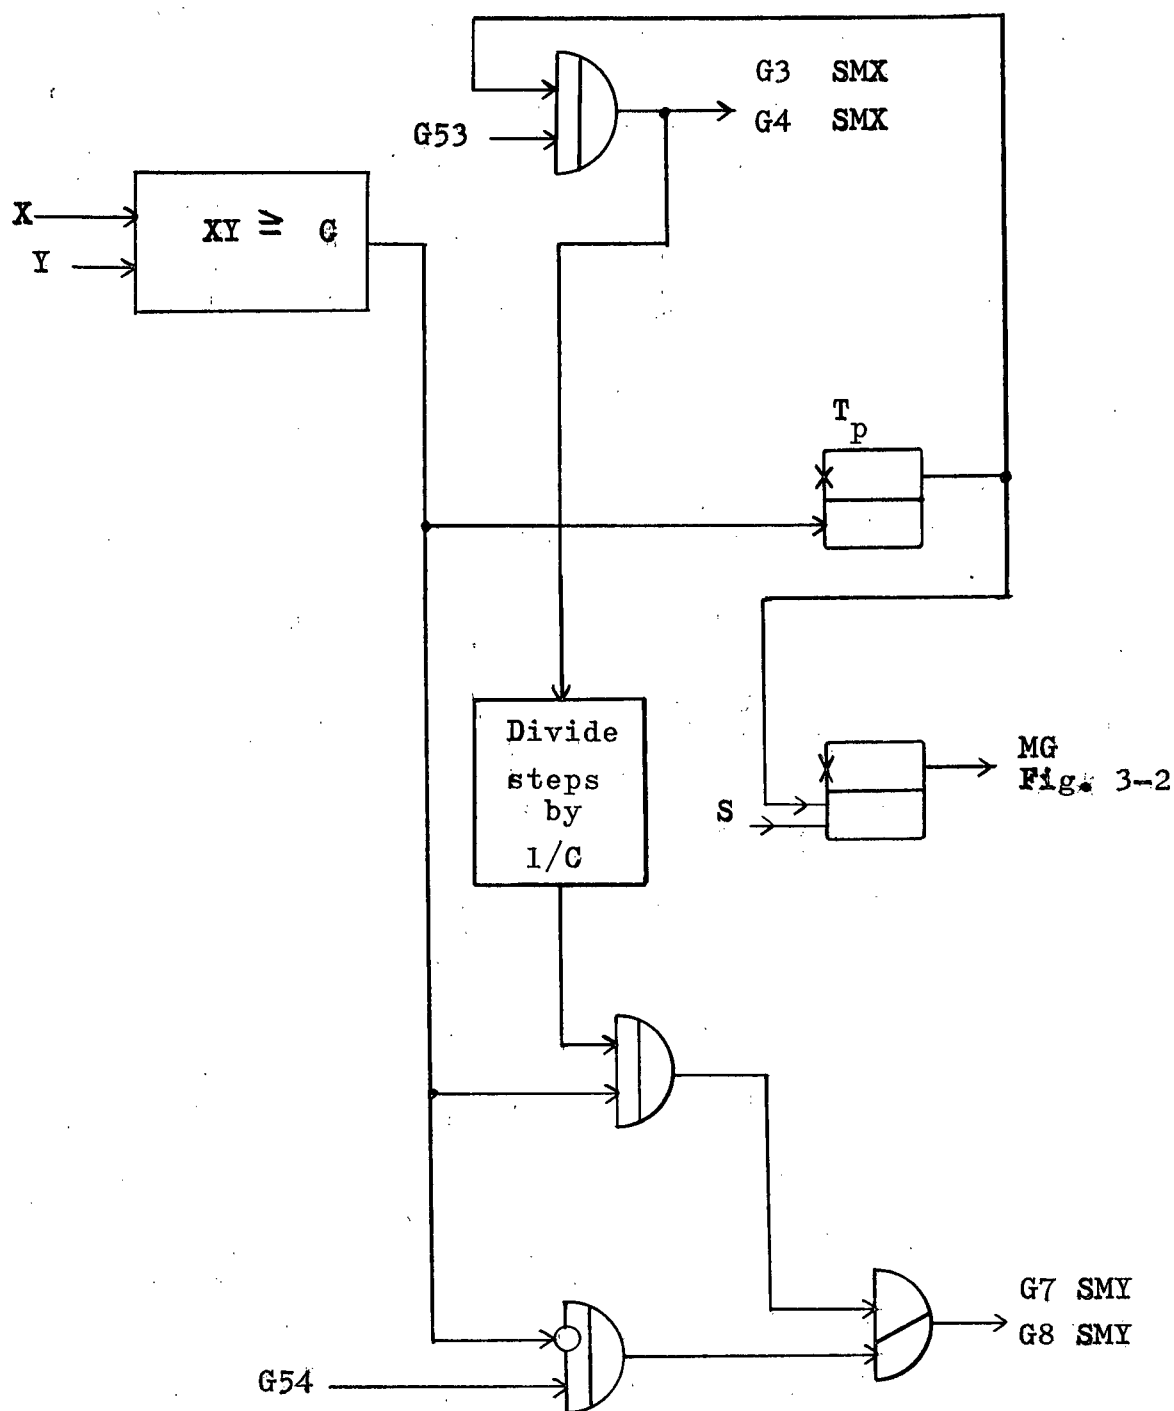 G3 SMX
G4 SMX
G53
X
Y
XY ≥ C
T
p
Divide
steps
by
1/C
MG
Fig. 3-2
S
G7 SMY
G8 SMY
G54